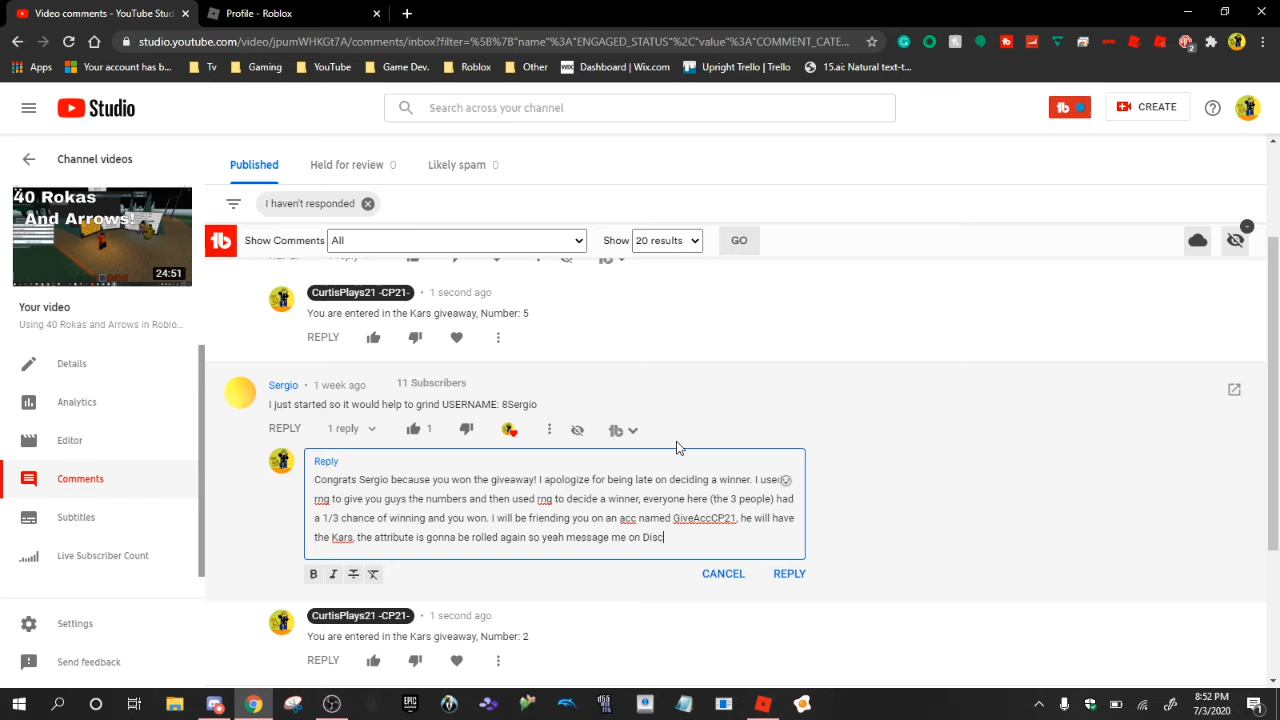 Video comments - YouTube Studio
Profile - Roblox
studio.youtube.com/video/jpumWHKGt7A/comments/inbox?filter=%5B%7B"name"%3A"ENGAGED_STATUS"%2C"value"%3A"COMMENT_CATE...
Apps
Your account has b...
Tv
Gaming
YouTube
Game Dev.
Roblox
Other
Dashboard | Wix.com
Upright Trello | Trello
15.ai Natural text-t...
Studio
Search across your channel
CREATE
Channel videos
40 Rokas
And Arrows!
24:51
Your video
Using 40 Rokas and Arrows in Roblo...
Details
Analytics
Editor
Comments
Subtitles
Live Subscriber Count
Settings
Send feedback
Published
Held for review 0
Likely spam 0
I haven't responded
Show Comments All
Show 20 results
GO
CurtisPlays21 -CP21- • 1 second ago
You are entered in the Kars giveaway, Number: 5
REPLY
Sergio • 1 week ago 11 Subscribers
I just started so it would help to grind USERNAME: 8Sergio
REPLY 1 reply 1
Reply
Congrats Sergio because you won the giveaway! I apologize for being late on deciding a winner. I used
rng to give you guys the numbers and then used rng to decide a winner, everyone here (the 3 people) had
a 1/3 chance of winning and you won. I will be friending you on an acc named GiveAccCP21, he will have
the Kars, the attribute is gonna be rolled again so yeah message me on Disc
B I
CANCEL REPLY
CurtisPlays21 -CP21- • 1 second ago
You are entered in the Kars giveaway, Number: 2
REPLY
8:52 PM
7/3/2020